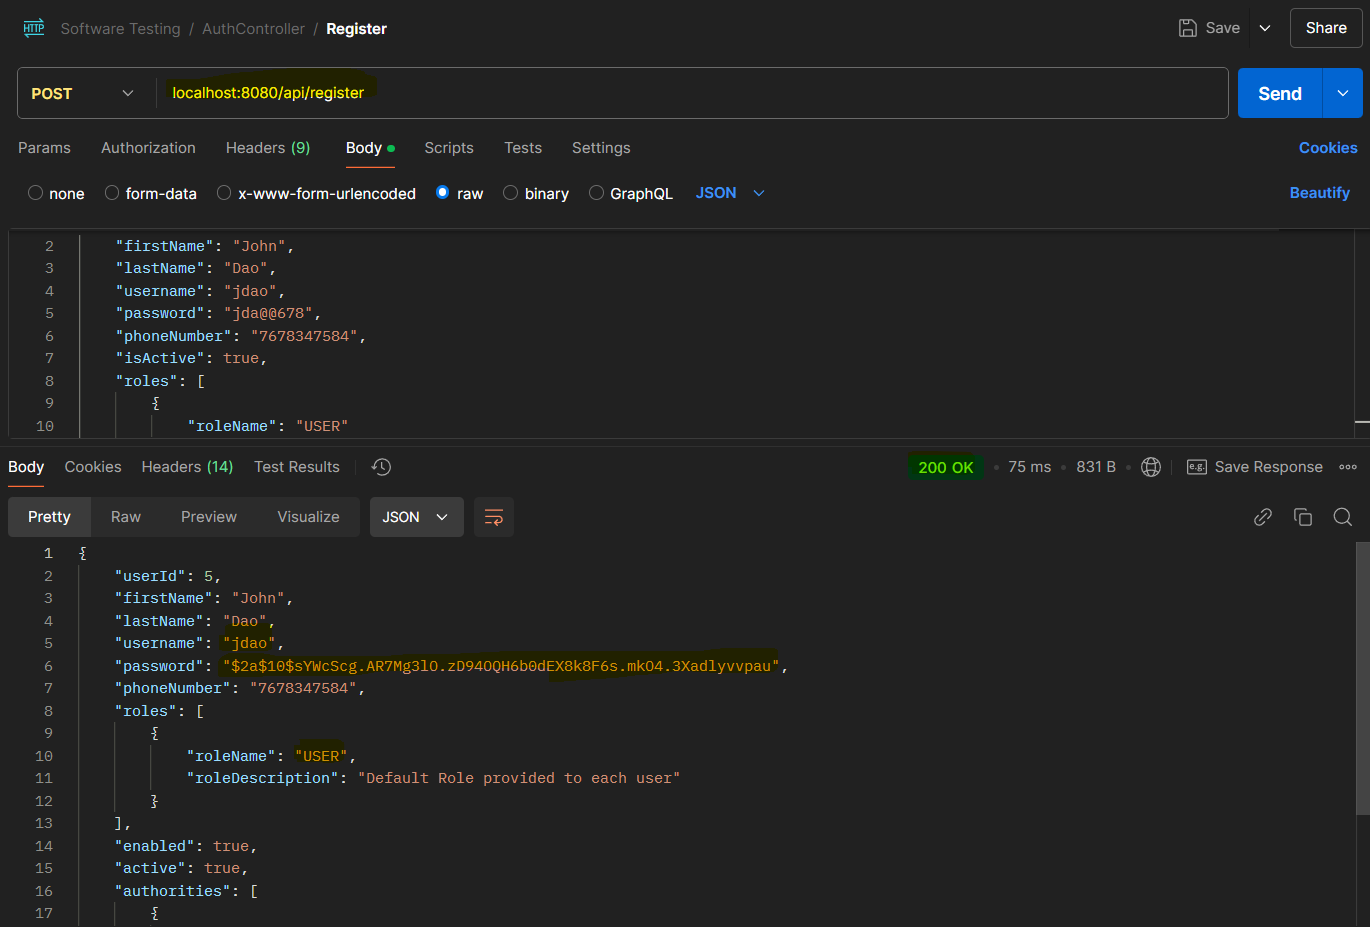 HTTP Software Testing / AuthController / Register Save Share
POST localhost:8080/api/register Send
Params Authorization Headers (9) Body Scripts Tests Settings Cookies
none form-data x-www-form-urlencoded raw binary GraphQL JSON Beautify
2 "firstName": "John",
3 "lastName": "Dao",
4 "username": "jdao",
5 "password": "jda@@678",
6 "phoneNumber": "7678347584",
7 "isActive": true,
8 "roles": [
9 {
10 "roleName": "USER"
Body Cookies Headers (14) Test Results 200 OK 75 ms 831 B e.g. Save Response
Pretty Raw Preview Visualize JSON
1 {
2 "userId": 5,
3 "firstName": "John",
4 "lastName": "Dao",
5 "username": "jdao",
6 "password": "$2a$10$sYWcScg.AR7Mg3lO.zD94OQH6b0dEX8k8F6s.mkO4.3Xadlyvvpau",
7 "phoneNumber": "7678347584",
8 "roles": [
9 {
10 "roleName": "USER",
11 "roleDescription": "Default Role provided to each user"
12 }
13 ],
14 "enabled": true,
15 "active": true,
16 "authorities": [
17 {